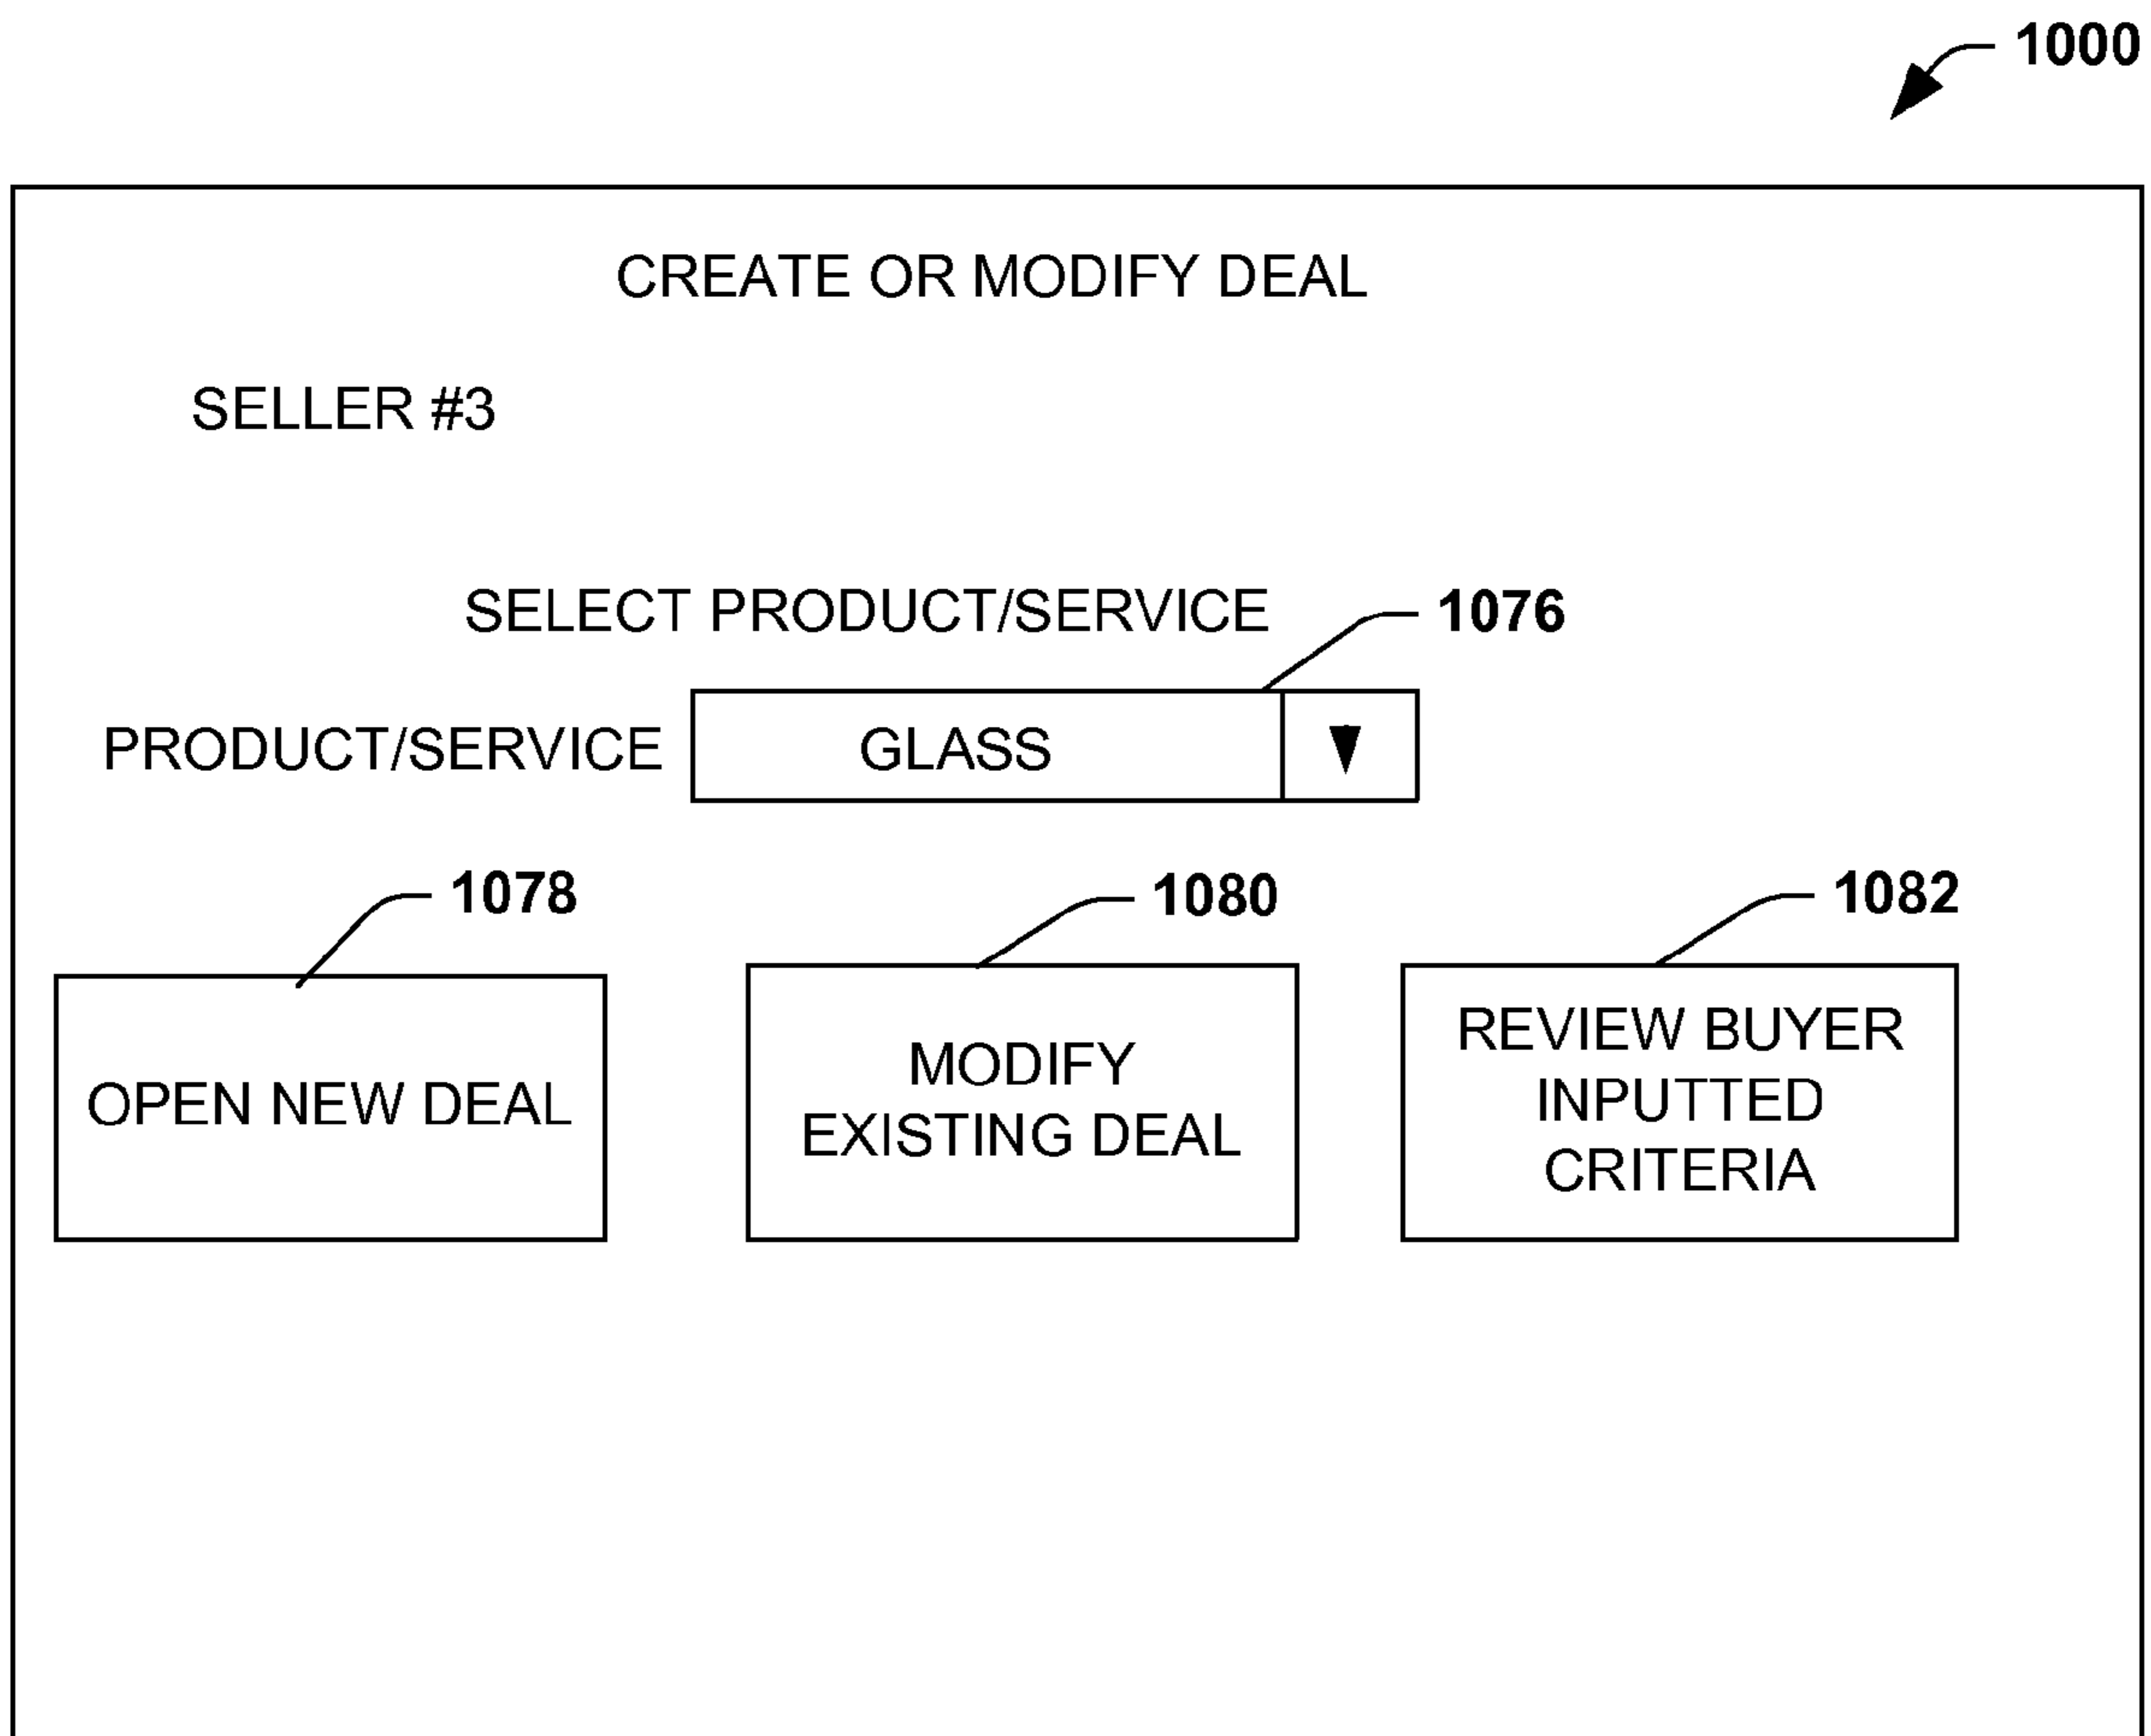 1000
CREATE OR MODIFY DEAL
SELLER #3
SELECT PRODUCT/SERVICE
1076
PRODUCT/SERVICE
GLASS
1078
1080
1082
OPEN NEW DEAL
MODIFY
EXISTING DEAL
REVIEW BUYER
INPUTTED
CRITERIA